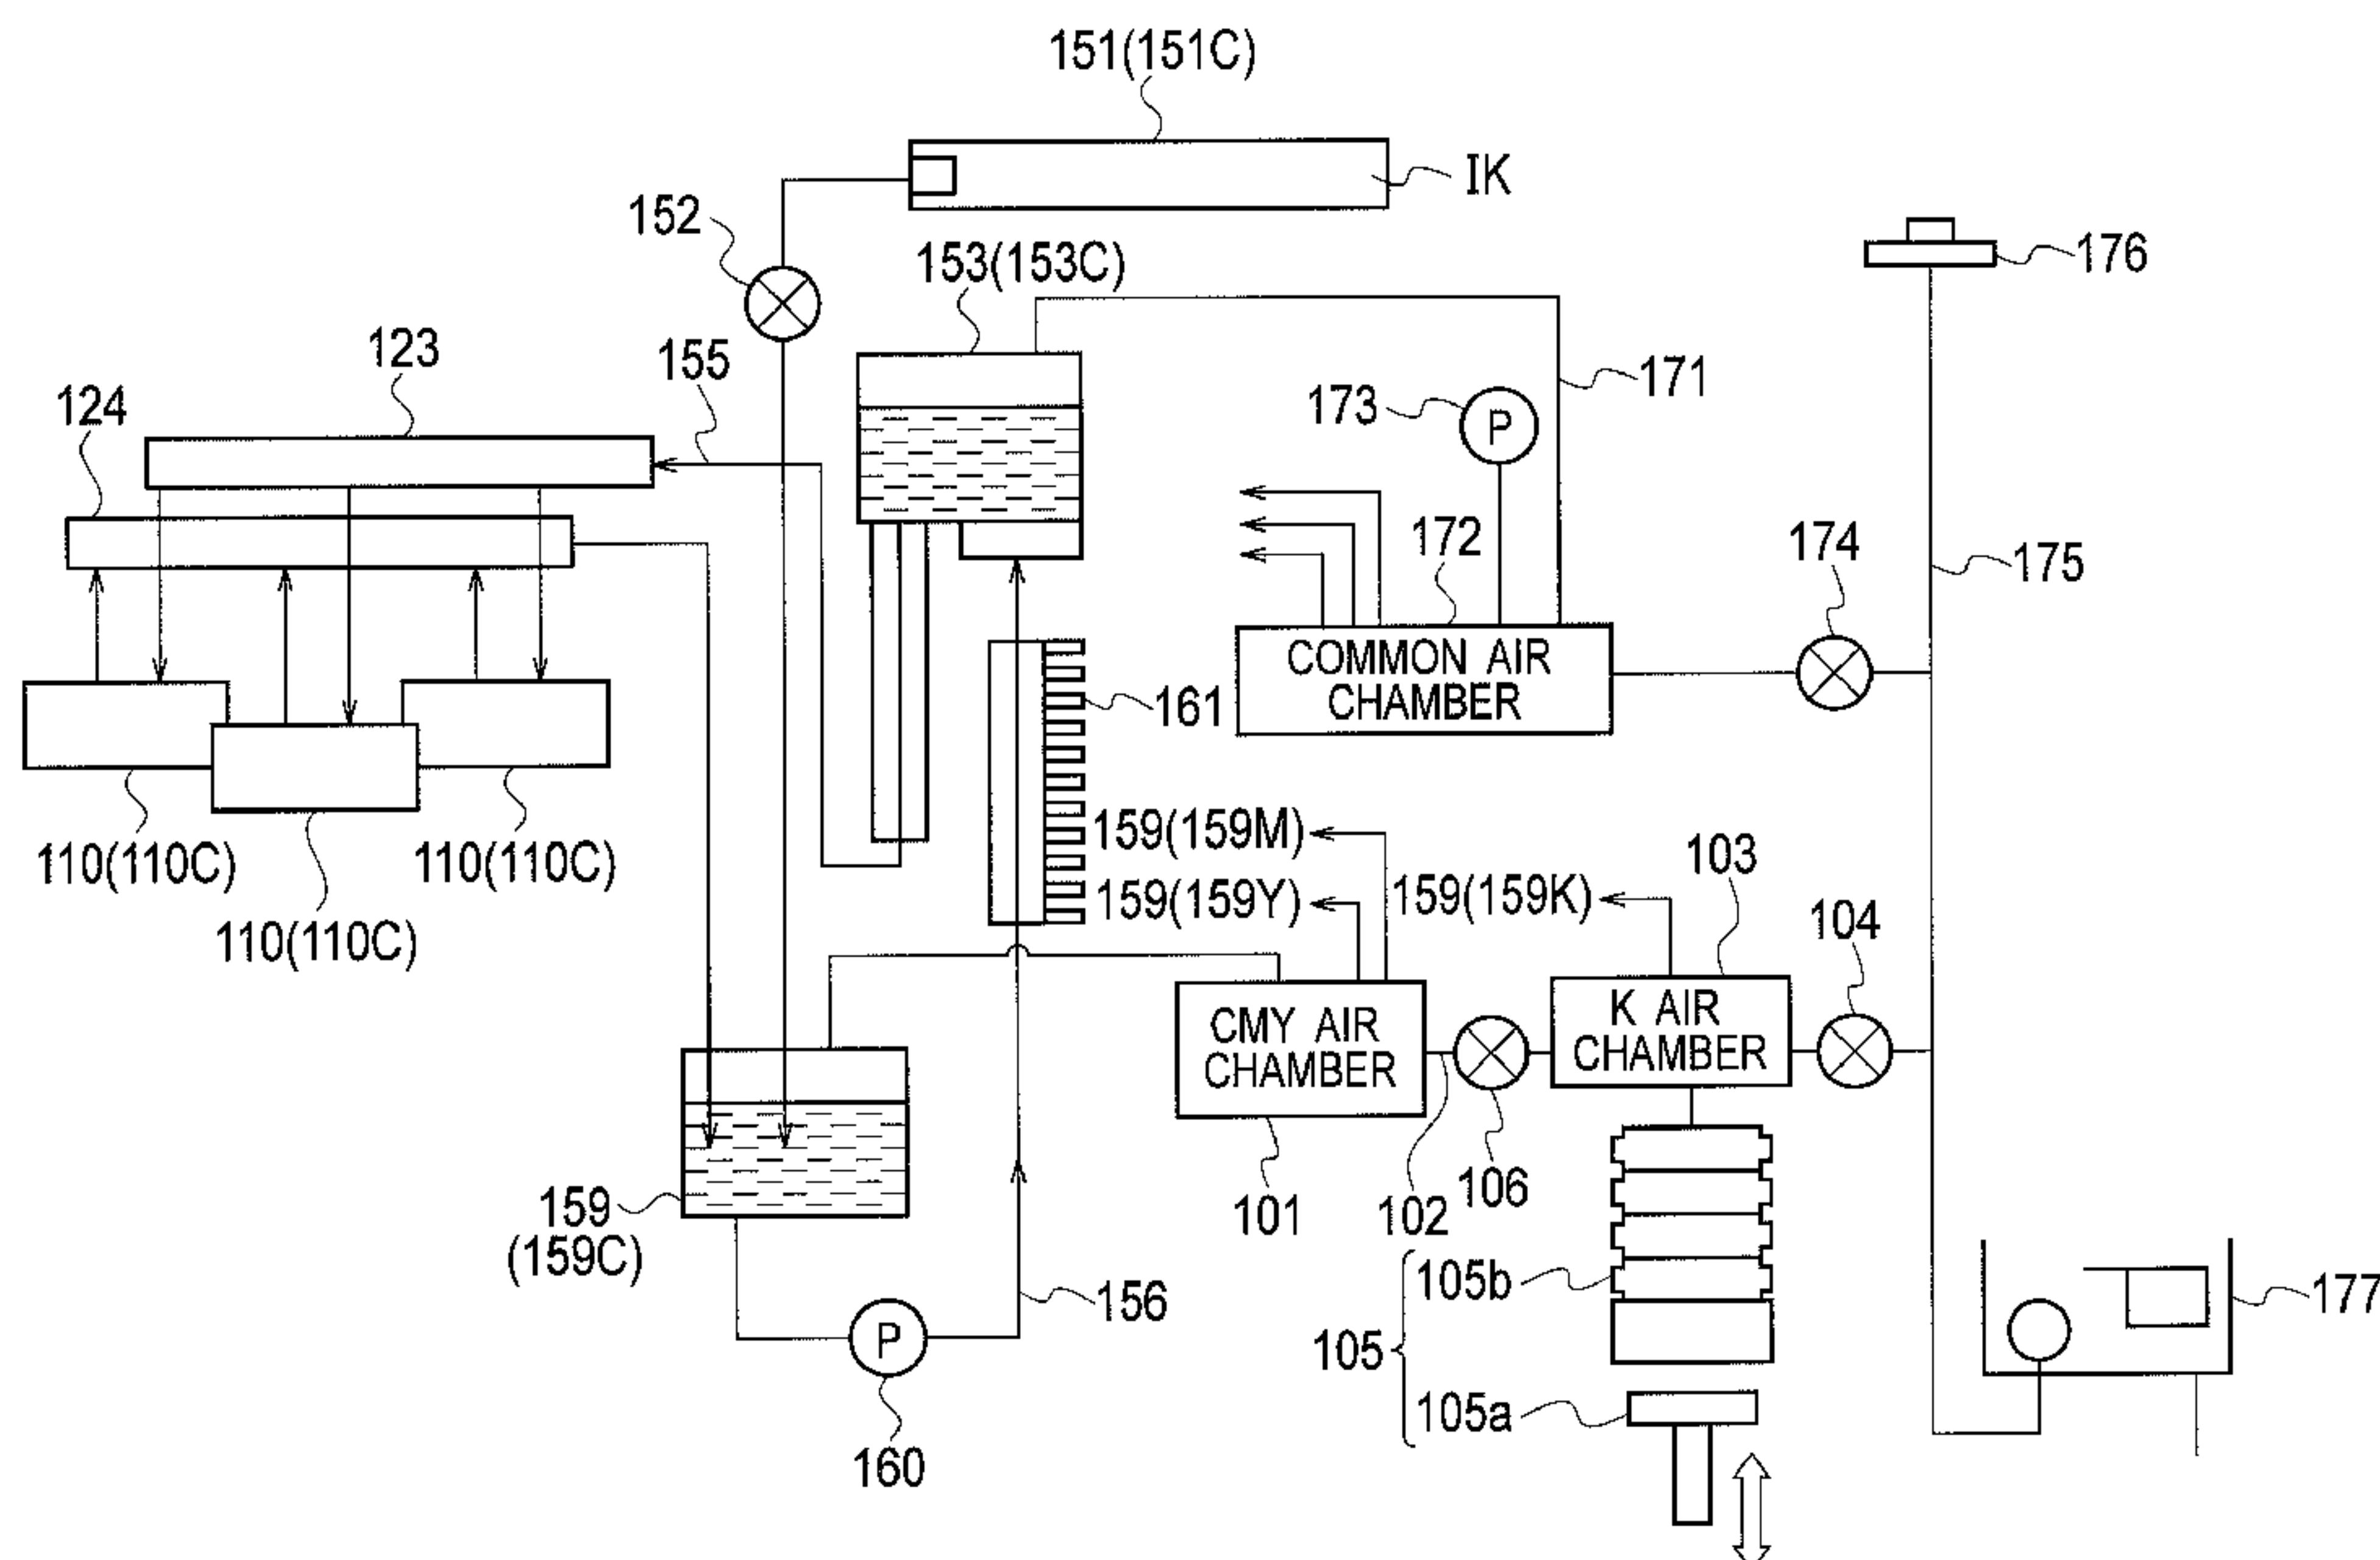 151(151C)
IK
152
153(153C)
176
123
155
171
124
173
P
172
174
175
COMMON AIR
CHAMBER
161
159(159M)
103
110(110C)
110(110C)
159(159Y)
159(159K)
104
110(110C)
CMY AIR
CHAMBER
K AIR
CHAMBER
106
159
(159C)
101
102
105b
156
177
P
105
105a
160